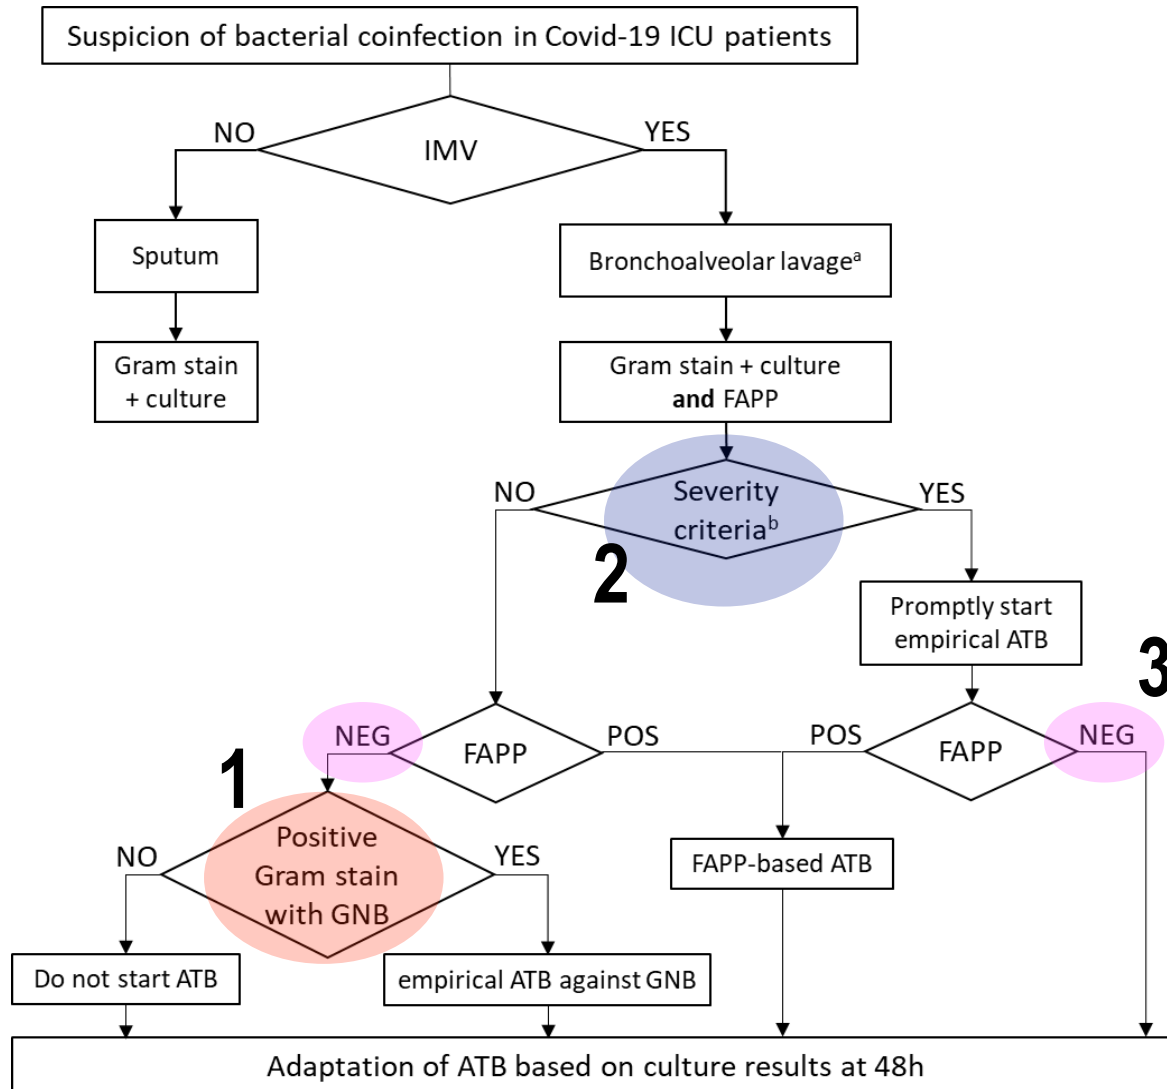 Suspicion of bacterial coinfection in Covid-19 ICU patients
NO
YES
IMV
Sputum
Bronchoalveolar lavageᵃ
Gram stain
+ culture
Gram stain + culture
and FAPP
NO
YES
Severity
criteriaᵇ
2
Promptly start
empirical ATB
3
NEG
FAPP
POS
POS
FAPP
NEG
1
NO
YES
Positive
Gram stain
with GNB
FAPP-based ATB
Do not start ATB
empirical ATB against GNB
Adaptation of ATB based on culture results at 48h